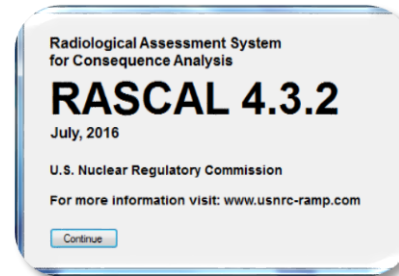 Radiological Assessment System
for Consequence Analysis
RASCAL 4.3.2
July, 2016
U.S. Nuclear Regulatory Commission
For more information visit: www.usnrc-ramp.com
Continue